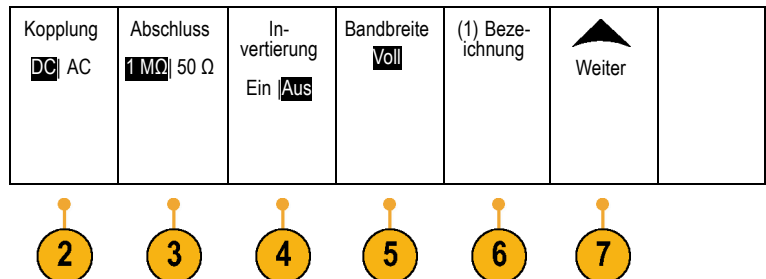 Kopplung
DC| AC
Abschluss
1 MΩ| 50 Ω
In-
vertierung
Ein |Aus
Bandbreite
Voll
(1) Beze-
ichnung
Weiter
2
3
4
5
6
7